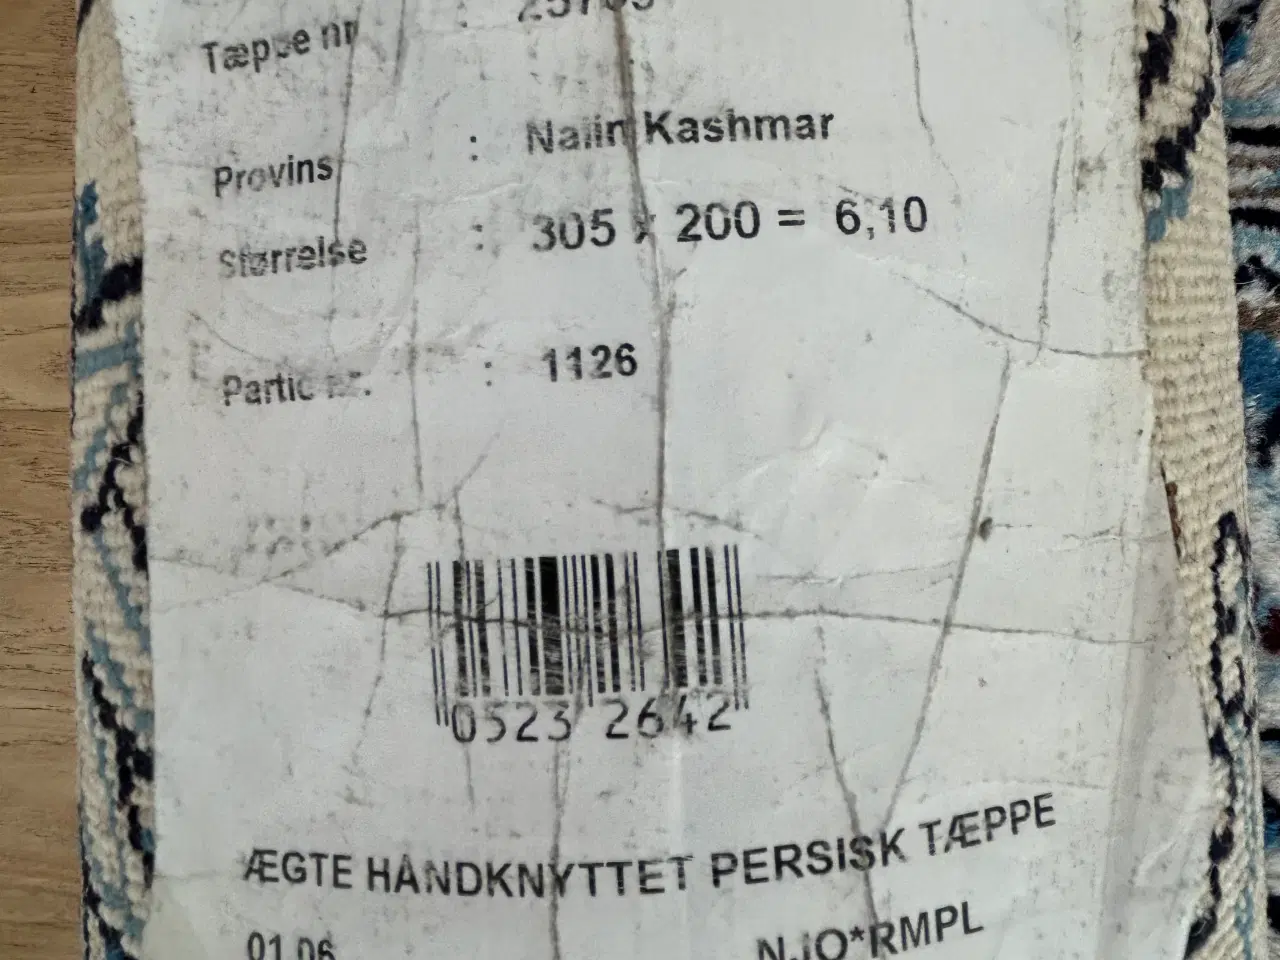 Tæppe nr :
Provins : Nain Kashmar
Størrelse : 305 x 200 = 6,10
Partic nr. : 1126
0523 2642
ÆGTE HÅNDKNYTTET PERSISK TÆPPE
01.06 NJO*RMPL